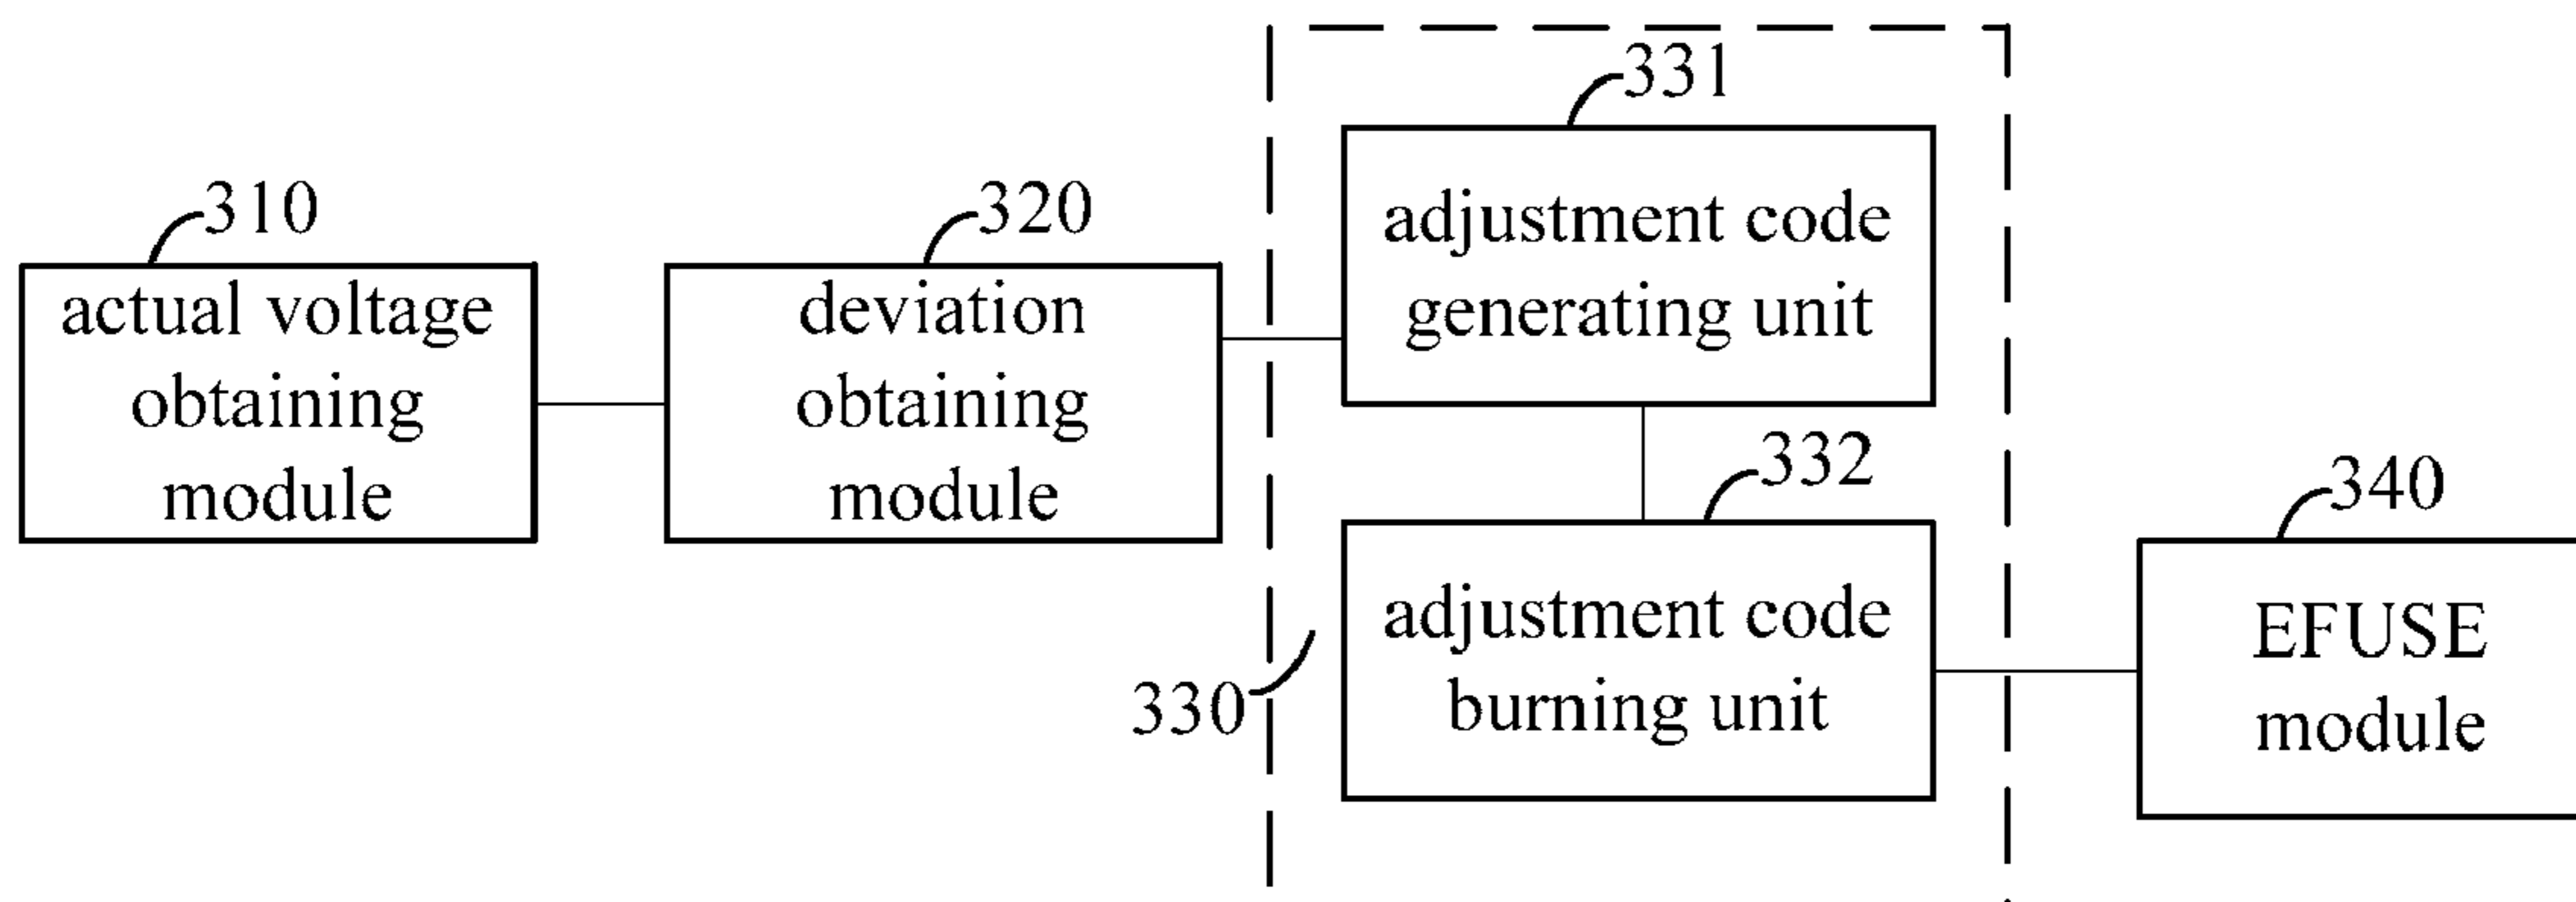 310
actual voltage
obtaining
module
320
deviation
obtaining
module
331
adjustment code
generating unit
332
adjustment code
burning unit
330
340
EFUSE
module